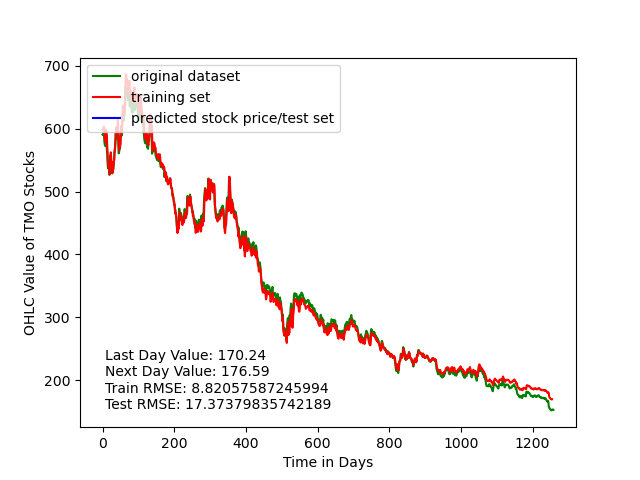 700
600
500
400
300
200
OHLC Value of TMO Stocks
original dataset
training set
predicted stock price/test set
Last Day Value: 170.24
Next Day Value: 176.59
Train RMSE: 8.82057587245994
Test RMSE: 17.37379835742189
0 200 400 600 800 1000 1200
Time in Days